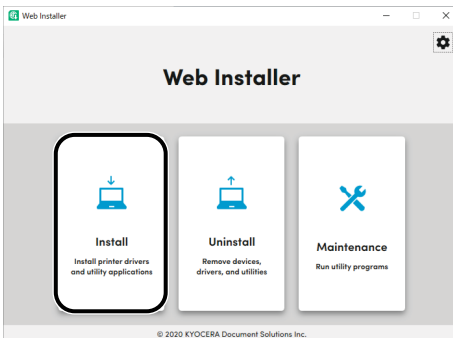 Web Installer
Web Installer
Install
Install printer drivers
and utility applications
Uninstall
Remove devices,
drivers, and utilities
Maintenance
Run utility programs
© 2020 KYOCERA Document Solutions Inc.